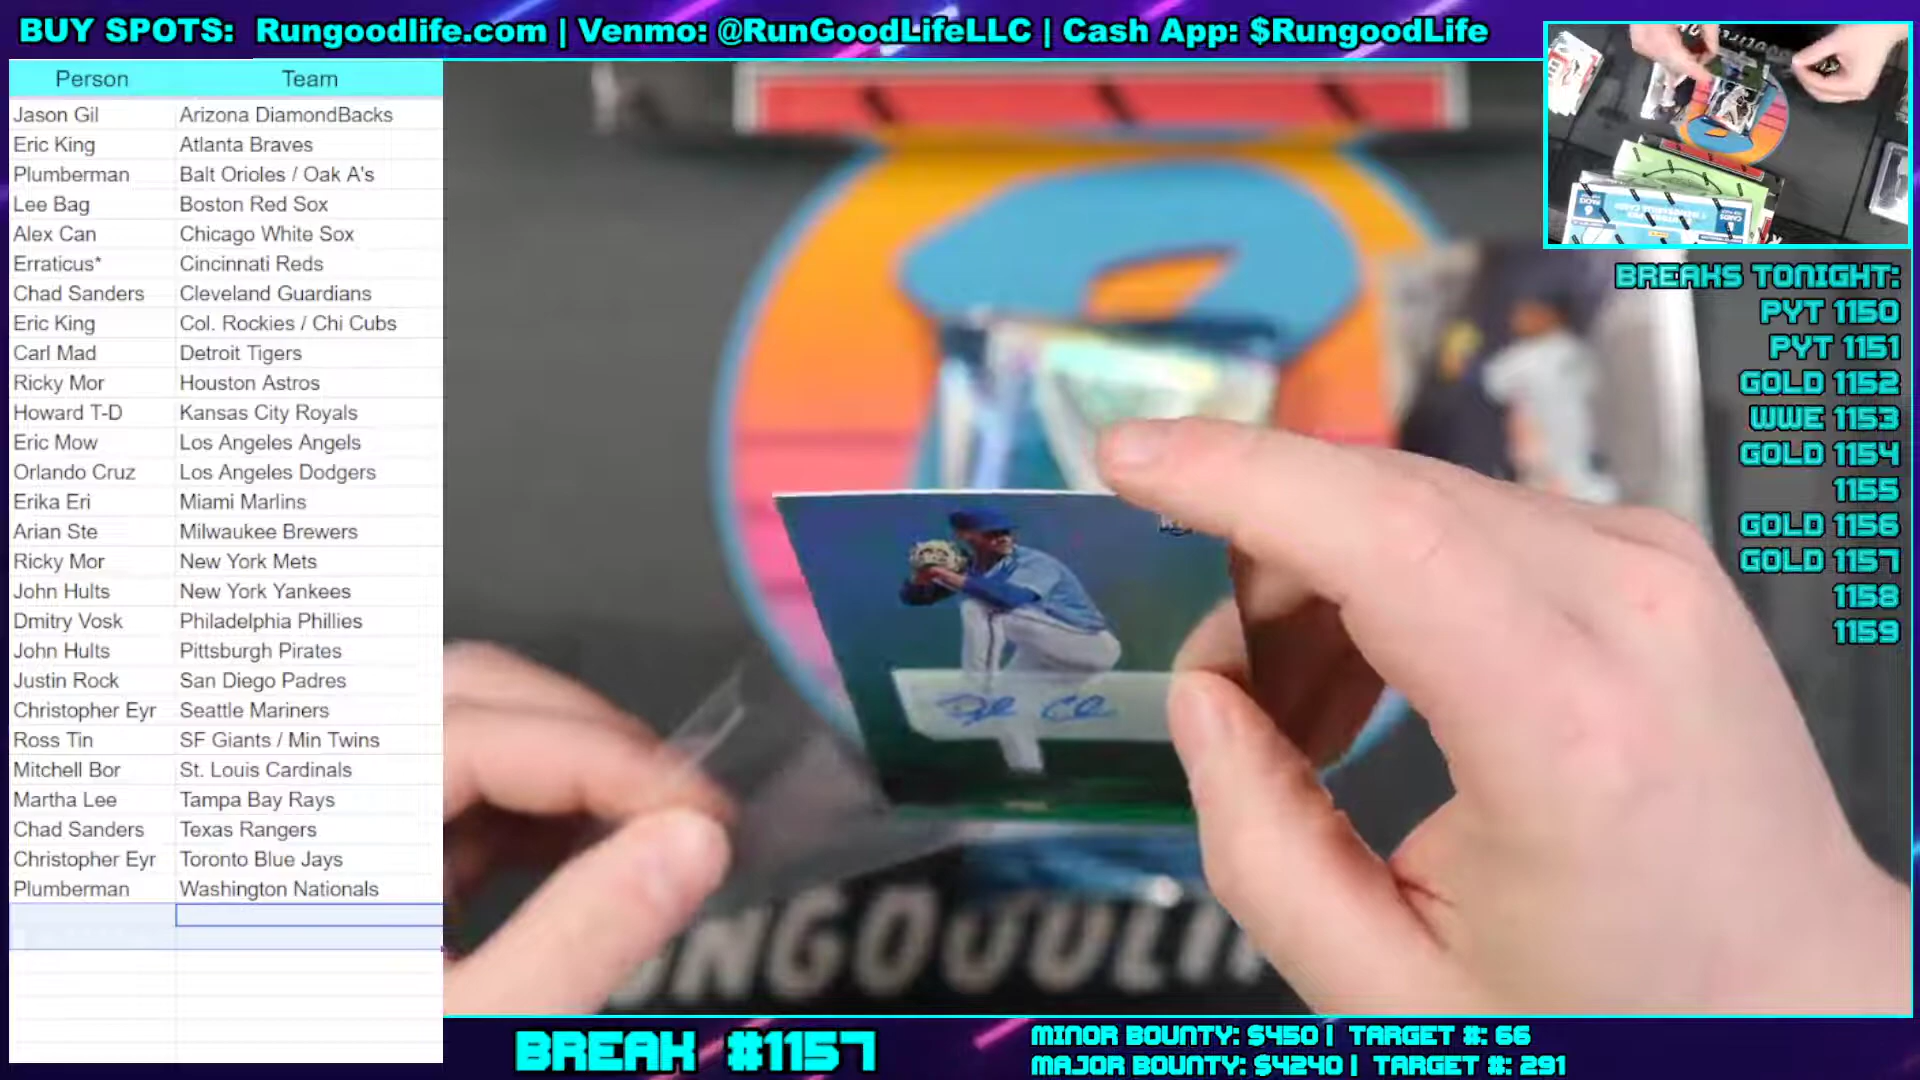 BUY SPOTS: Rungoodlife.com | Venmo: @RunGoodLifeLLC | Cash App: $RungoodLife
Person Team
Jason Gil Arizona DiamondBacks
Eric King Atlanta Braves
Plumberman Balt Orioles / Oak A's
Lee Bag Boston Red Sox
Alex Can Chicago White Sox
Erraticus* Cincinnati Reds
Chad Sanders Cleveland Guardians
Eric King Col. Rockies / Chi Cubs
Carl Mad Detroit Tigers
Ricky Mor Houston Astros
Howard T-D Kansas City Royals
Eric Mow Los Angeles Angels
Orlando Cruz Los Angeles Dodgers
Erika Eri Miami Marlins
Arian Ste Milwaukee Brewers
Ricky Mor New York Mets
John Hults New York Yankees
Dmitry Vosk Philadelphia Phillies
John Hults Pittsburgh Pirates
Justin Rock San Diego Padres
Christopher Eyr Seattle Mariners
Ross Tin SF Giants / Min Twins
Mitchell Bor St. Louis Cardinals
Martha Lee Tampa Bay Rays
Chad Sanders Texas Rangers
Christopher Eyr Toronto Blue Jays
Plumberman Washington Nationals
BREAKS TONIGHT:
PYT 1150
PYT 1151
GOLD 1152
WWE 1153
GOLD 1154
1155
GOLD 1156
GOLD 1157
1158
1159
BREAK #1157
MINOR BOUNTY: $450 | TARGET #: 66
MAJOR BOUNTY: $4240 | TARGET #: 291